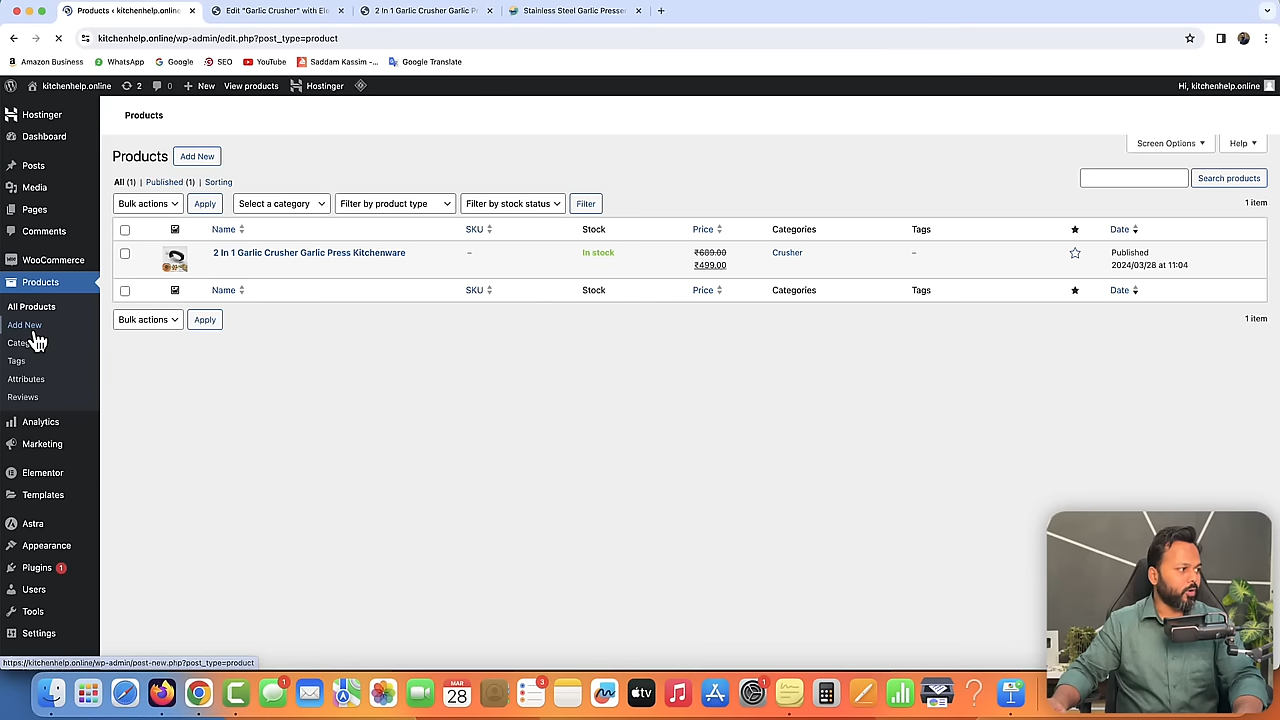 Products ‹ kitchenhelp.online
Edit "Garlic Crusher" with Ele
2 In 1 Garlic Crusher Garlic Pr
Stainless Steel Garlic Presser
kitchenhelp.online/wp-admin/edit.php?post_type=product
Amazon Business
WhatsApp
Google
SEO
YouTube
Saddam Kassim -...
Google Translate
kitchenhelp.online
2
0
New
View products
Hostinger
Hi, kitchenhelp.online
Hostinger
Dashboard
Posts
Media
Pages
Comments
WooCommerce
Products
All Products
Add New
Tags
Attributes
Reviews
Analytics
Marketing
Elementor
Templates
Astra
Appearance
Plugins 1
Users
Tools
Settings
Products
Screen Options
Help
Products
Add New
All (1) | Published (1) | Sorting
Search products
Bulk actions
Apply
Select a category
Filter by product type
Filter by stock status
Filter
1 item
Name
SKU
Stock
Price
Categories
Tags
Date
2 In 1 Garlic Crusher Garlic Press Kitchenware
–
In stock
₹689.00
₹499.00
Crusher
–
Published
2024/03/28 at 11:04
Name
SKU
Stock
Price
Categories
Tags
Date
Bulk actions
Apply
1 item
https://kitchenhelp.online/wp-admin/post-new.php?post_type=product
1
MAR
28
3
tv
1